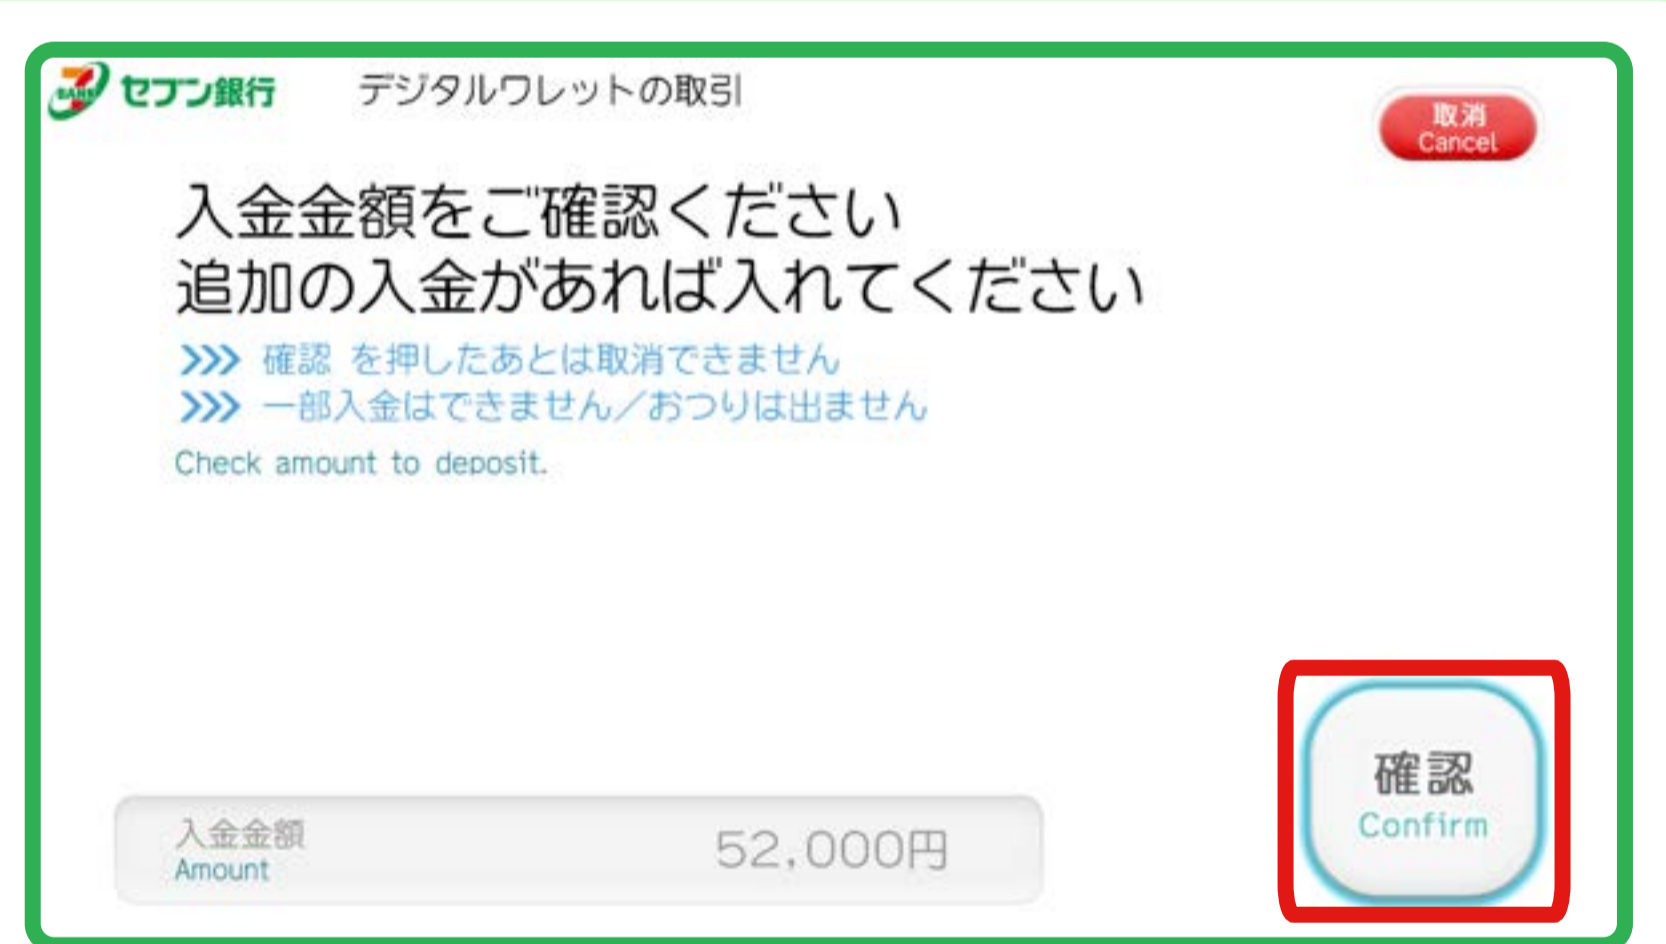 7 BANK セブン銀行 デジタルワレットの取引
取消
Cancel
入金金額をご確認ください
追加の入金があれば入れてください
>>> 確認 を押したあとは取消できません
>>> 一部入金はできません／おつりは出ません
Check amount to deposit.
確認
Confirm
入金金額 52,000円
Amount